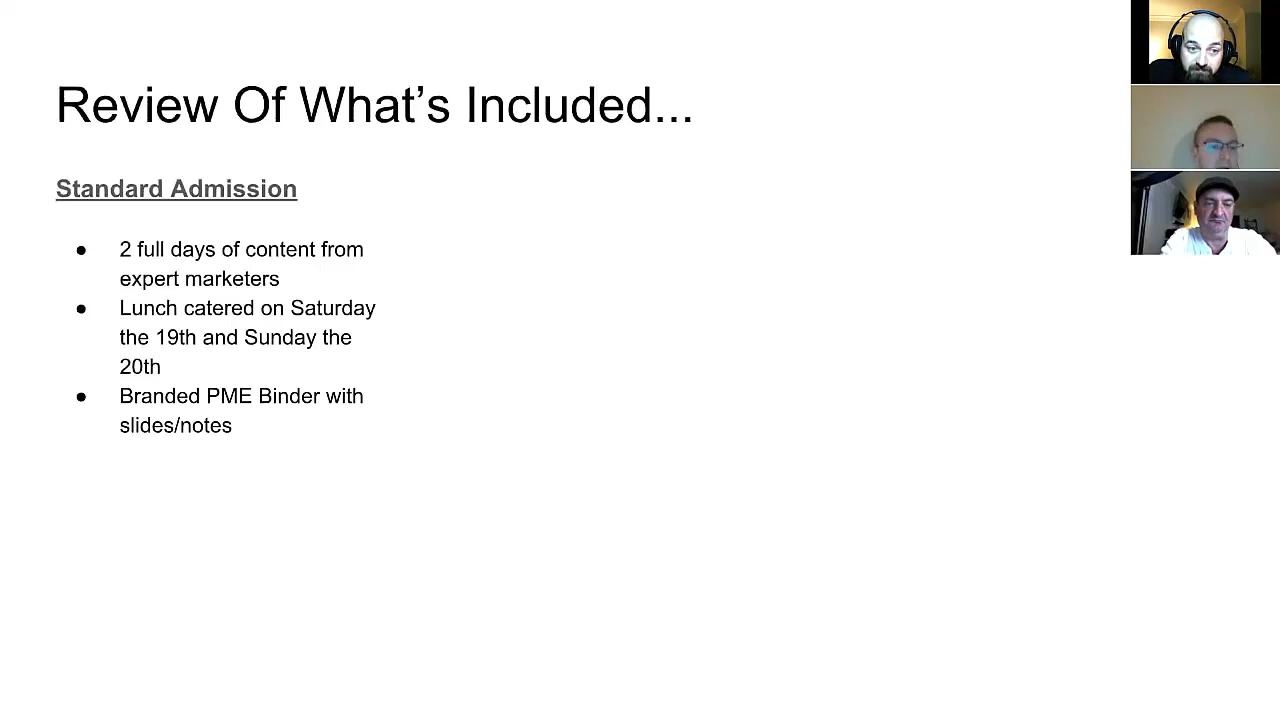 Review Of What’s Included...
Standard Admission
● 2 full days of content from
expert marketers
● Lunch catered on Saturday
the 19th and Sunday the
20th
● Branded PME Binder with
slides/notes